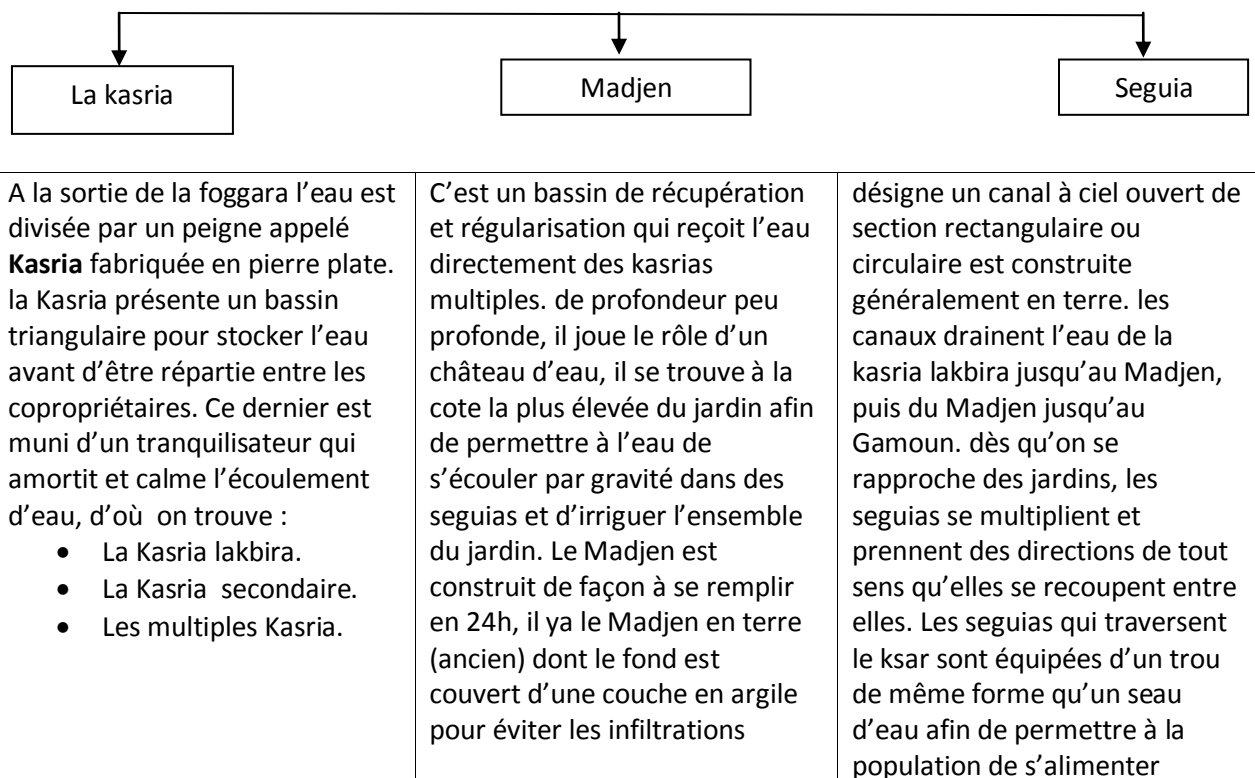 La kasria
Madjen
Seguia
A la sortie de la foggara l’eau est
divisée par un peigne appelé
Kasria fabriquée en pierre plate.
la Kasria présente un bassin
triangulaire pour stocker l’eau
avant d’être répartie entre les
copropriétaires. Ce dernier est
muni d’un tranquilisateur qui
amortit et calme l’écoulement
d’eau, d’où on trouve :
• La Kasria lakbira.
• La Kasria secondaire.
• Les multiples Kasria.
C’est un bassin de récupération
et régularisation qui reçoit l’eau
directement des kasrias
multiples. de profondeur peu
profonde, il joue le rôle d’un
château d’eau, il se trouve à la
cote la plus élevée du jardin afin
de permettre à l’eau de
s’écouler par gravité dans des
seguias et d’irriguer l’ensemble
du jardin. Le Madjen est
construit de façon à se remplir
en 24h, il ya le Madjen en terre
(ancien) dont le fond est
couvert d’une couche en argile
pour éviter les infiltrations
désigne un canal à ciel ouvert de
section rectangulaire ou
circulaire est construite
généralement en terre. les
canaux drainent l’eau de la
kasria lakbira jusqu’au Madjen,
puis du Madjen jusqu’au
Gamoun. dès qu’on se
rapproche des jardins, les
seguias se multiplient et
prennent des directions de tout
sens qu’elles se recoupent entre
elles. Les seguias qui traversent
le ksar sont équipées d’un trou
de même forme qu’un seau
d’eau afin de permettre à la
population de s’alimenter